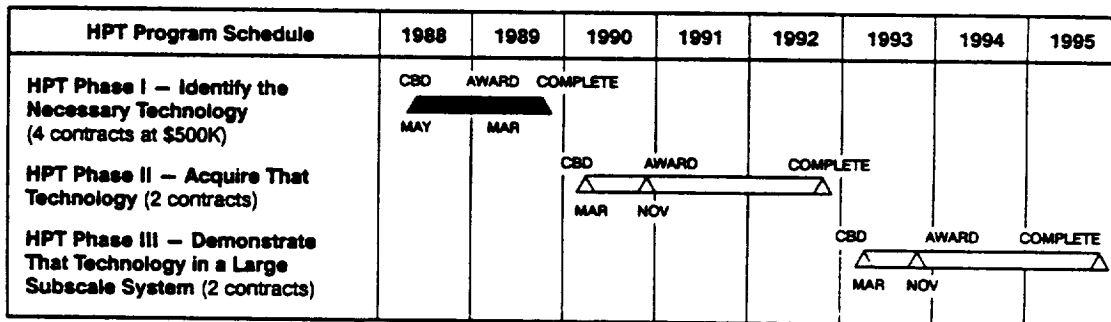 HPT Program Schedule 1988 1989 1990 1991 1992 1993 1994 1995
HPT Phase I – Identify the
Necessary Technology
(4 contracts at $500K)
CBD AWARD COMPLETE
MAY MAR
HPT Phase II – Acquire That
Technology (2 contracts)
CBD AWARD COMPLETE
MAR NOV
HPT Phase III – Demonstrate
That Technology in a Large
Subscale System (2 contracts)
CBD AWARD COMPLETE
MAR NOV